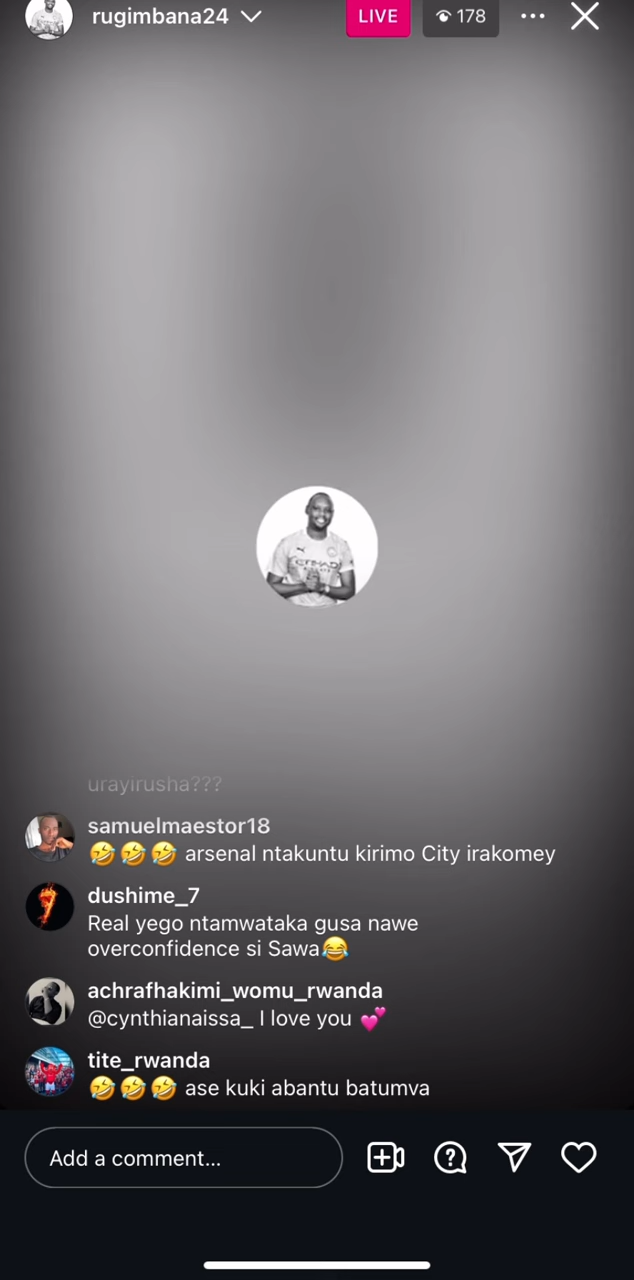 rugimbana24
LIVE
178
ETIHAD
urayirusha???
samuelmaestor18
🤣🤣🤣 arsenal ntakuntu kirimo City irakomey
dushime_7
Real yego ntamwataka gusa nawe
overconfidence si Sawa😂
achrafhakimi_womu_rwanda
@cynthianaissa_ I love you 💕
tite_rwanda
🤣🤣🤣 ase kuki abantu batumva
Add a comment...